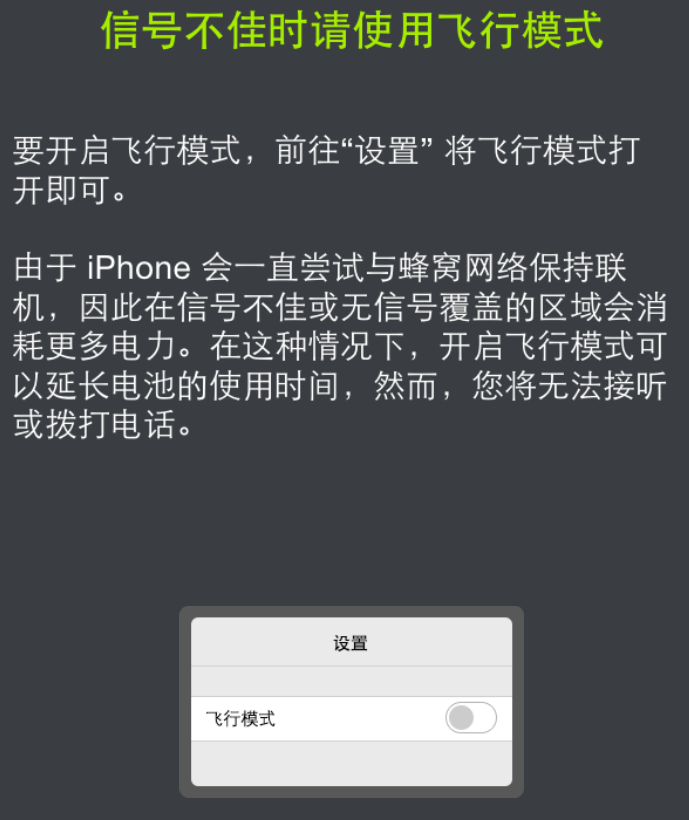 信号不佳时请使用飞行模式
要开启飞行模式，前往“设置” 将飞行模式打
开即可。
由于 iPhone 会一直尝试与蜂窝网络保持联
机，因此在信号不佳或无信号覆盖的区域会消
耗更多电力。在这种情况下，开启飞行模式可
以延长电池的使用时间，然而，您将无法接听
或拨打电话。
设置
飞行模式